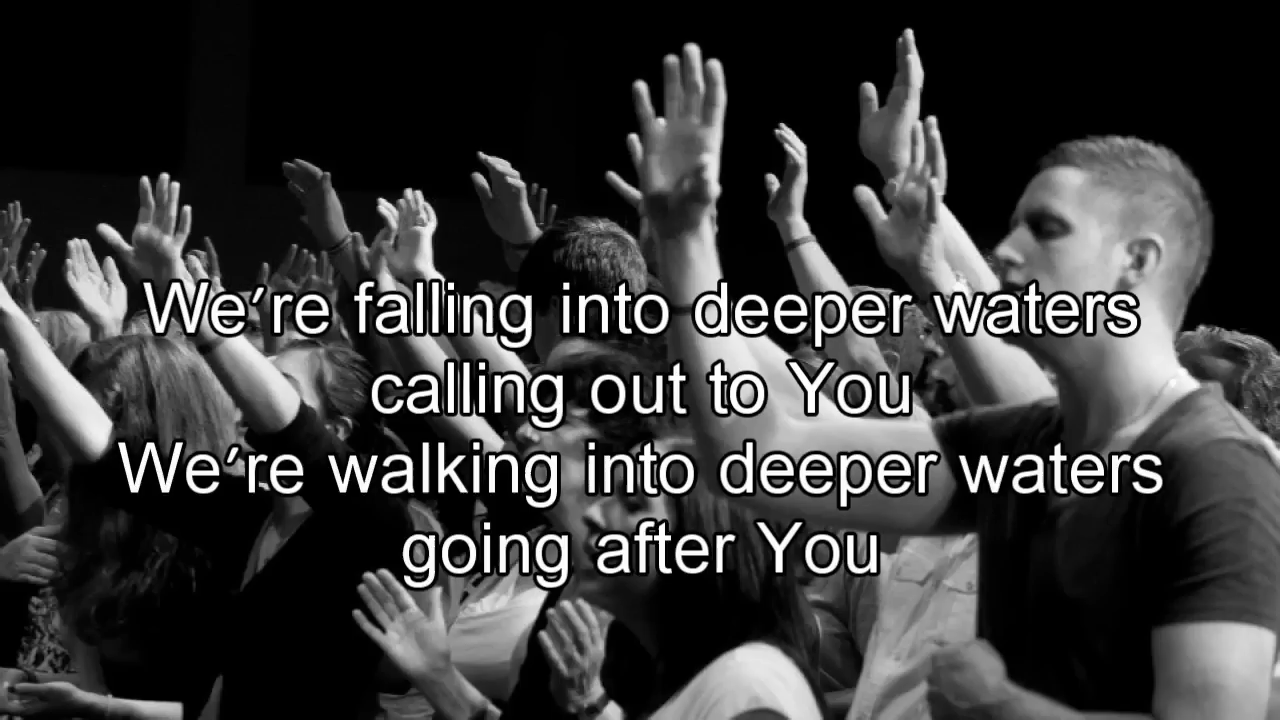 We're falling into deeper waters
calling out to You
We're walking into deeper waters
going after You